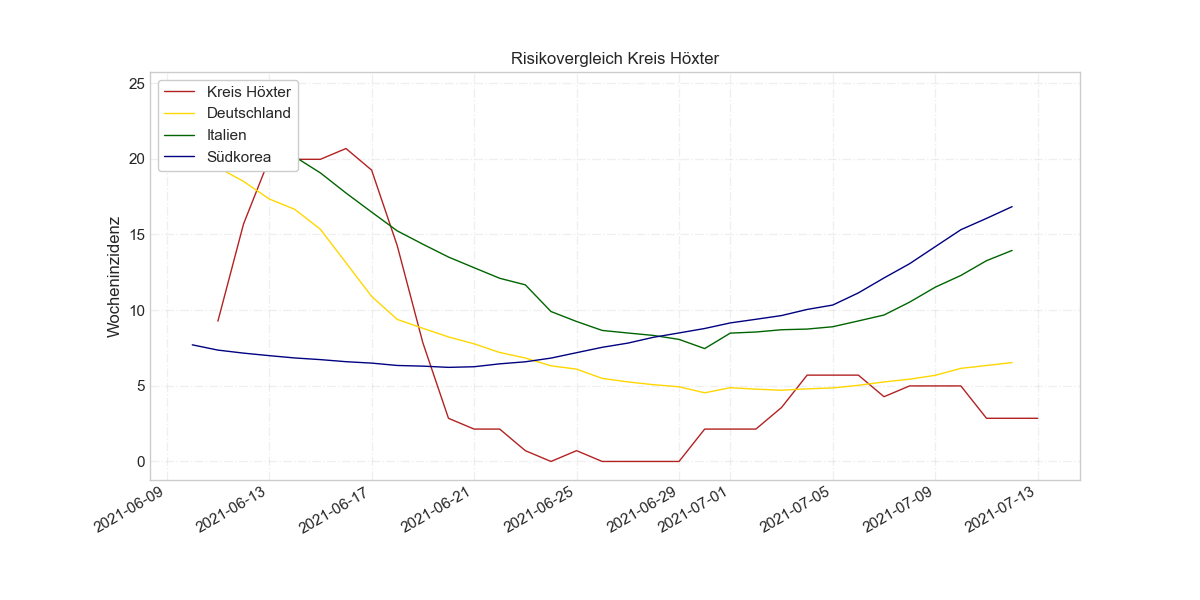 Risikovergleich Kreis Höxter
Kreis Höxter
Deutschland
Italien
Südkorea
Wocheninzidenz
25
20
15
10
5
0
2021-06-09
2021-06-13
2021-06-17
2021-06-21
2021-06-25
2021-06-29
2021-07-01
2021-07-05
2021-07-09
2021-07-13